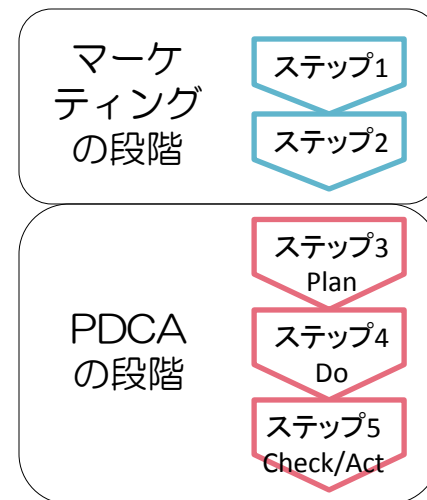 マーケ
ティング
の段階
ステップ1
ステップ2
PDCA
の段階
ステップ3
Plan
ステップ4
Do
ステップ5
Check/Act